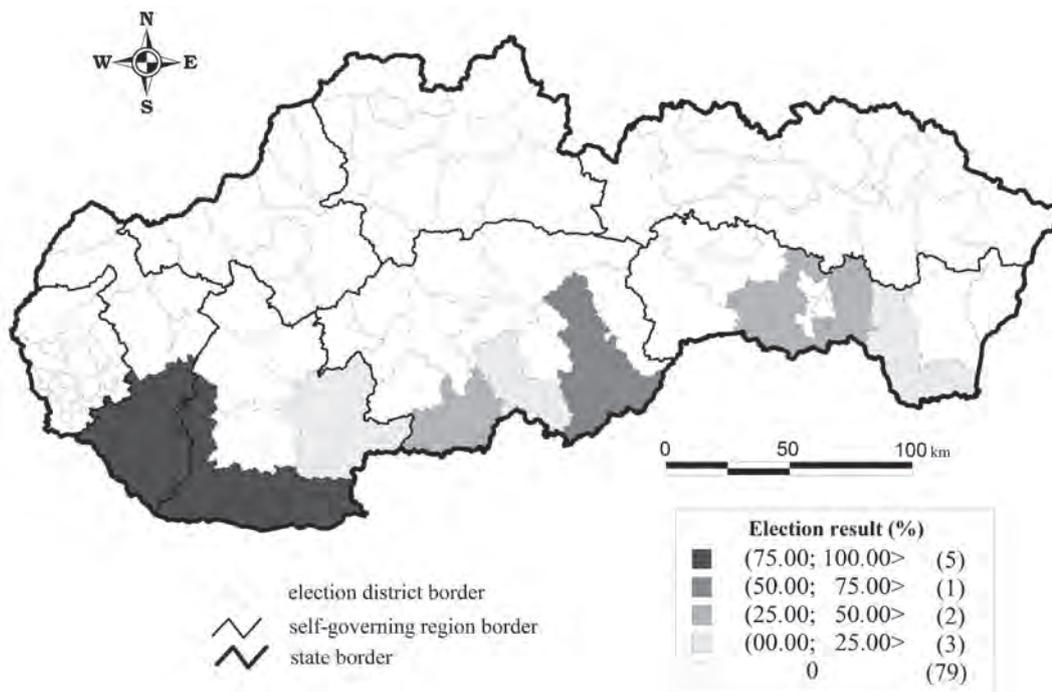 N
W E
S
0 50 100 km
Election result (%)
(75.00; 100.00> (5)
(50.00; 75.00> (1)
(25.00; 50.00> (2)
(00.00; 25.00> (3)
0 (79)
election district border
self-governing region border
state border